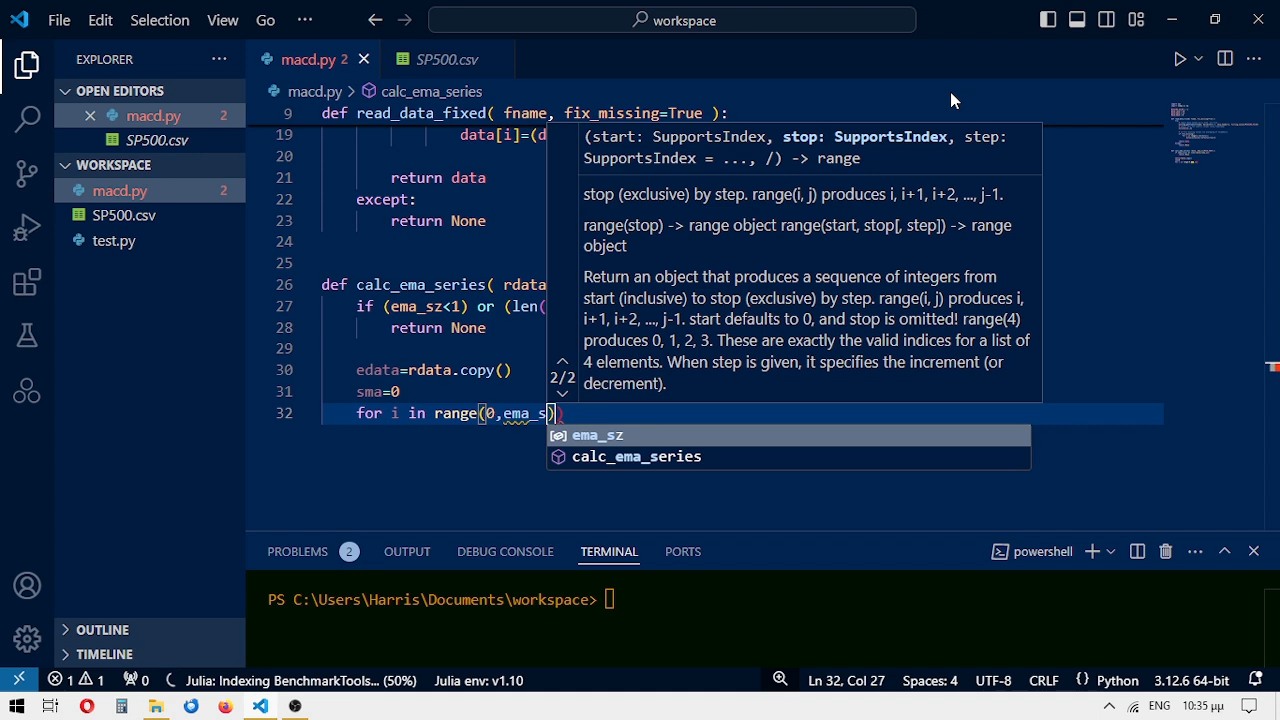 File Edit Selection View Go workspace
EXPLORER
OPEN EDITORS
macd.py 2
SP500.csv
WORKSPACE
macd.py 2
SP500.csv
test.py
OUTLINE
TIMELINE
macd.py 2 SP500.csv
macd.py calc_ema_series
9 def read_data_fixed( fname, fix_missing=True ):
19 data[i]=(d
20
21 return data
22 except:
23 return None
24
25
26 def calc_ema_series( rdata
27 if (ema_sz<1) or (len(
28 return None
29
30 edata=rdata.copy()
31 sma=0
32 for i in range(0,ema_s))
2/2
(start: SupportsIndex, stop: SupportsIndex, step:
SupportsIndex = ..., /) -> range
stop (exclusive) by step. range(i, j) produces i, i+1, i+2, ..., j-1.
range(stop) -> range object range(start, stop[, step]) -> range
object
Return an object that produces a sequence of integers from
start (inclusive) to stop (exclusive) by step. range(i, j) produces i,
i+1, i+2, ..., j-1. start defaults to 0, and stop is omitted! range(4)
produces 0, 1, 2, 3. These are exactly the valid indices for a list of
4 elements. When step is given, it specifies the increment (or
decrement).
ema_sz
calc_ema_series
PROBLEMS 2 OUTPUT DEBUG CONSOLE TERMINAL PORTS powershell
PS C:\Users\Harris\Documents\workspace>
1 1 0 Julia: Indexing BenchmarkTools... (50%) Julia env: v1.10 Ln 32, Col 27 Spaces: 4 UTF-8 CRLF Python 3.12.6 64-bit
ΕΝΓ 10:35 μμ